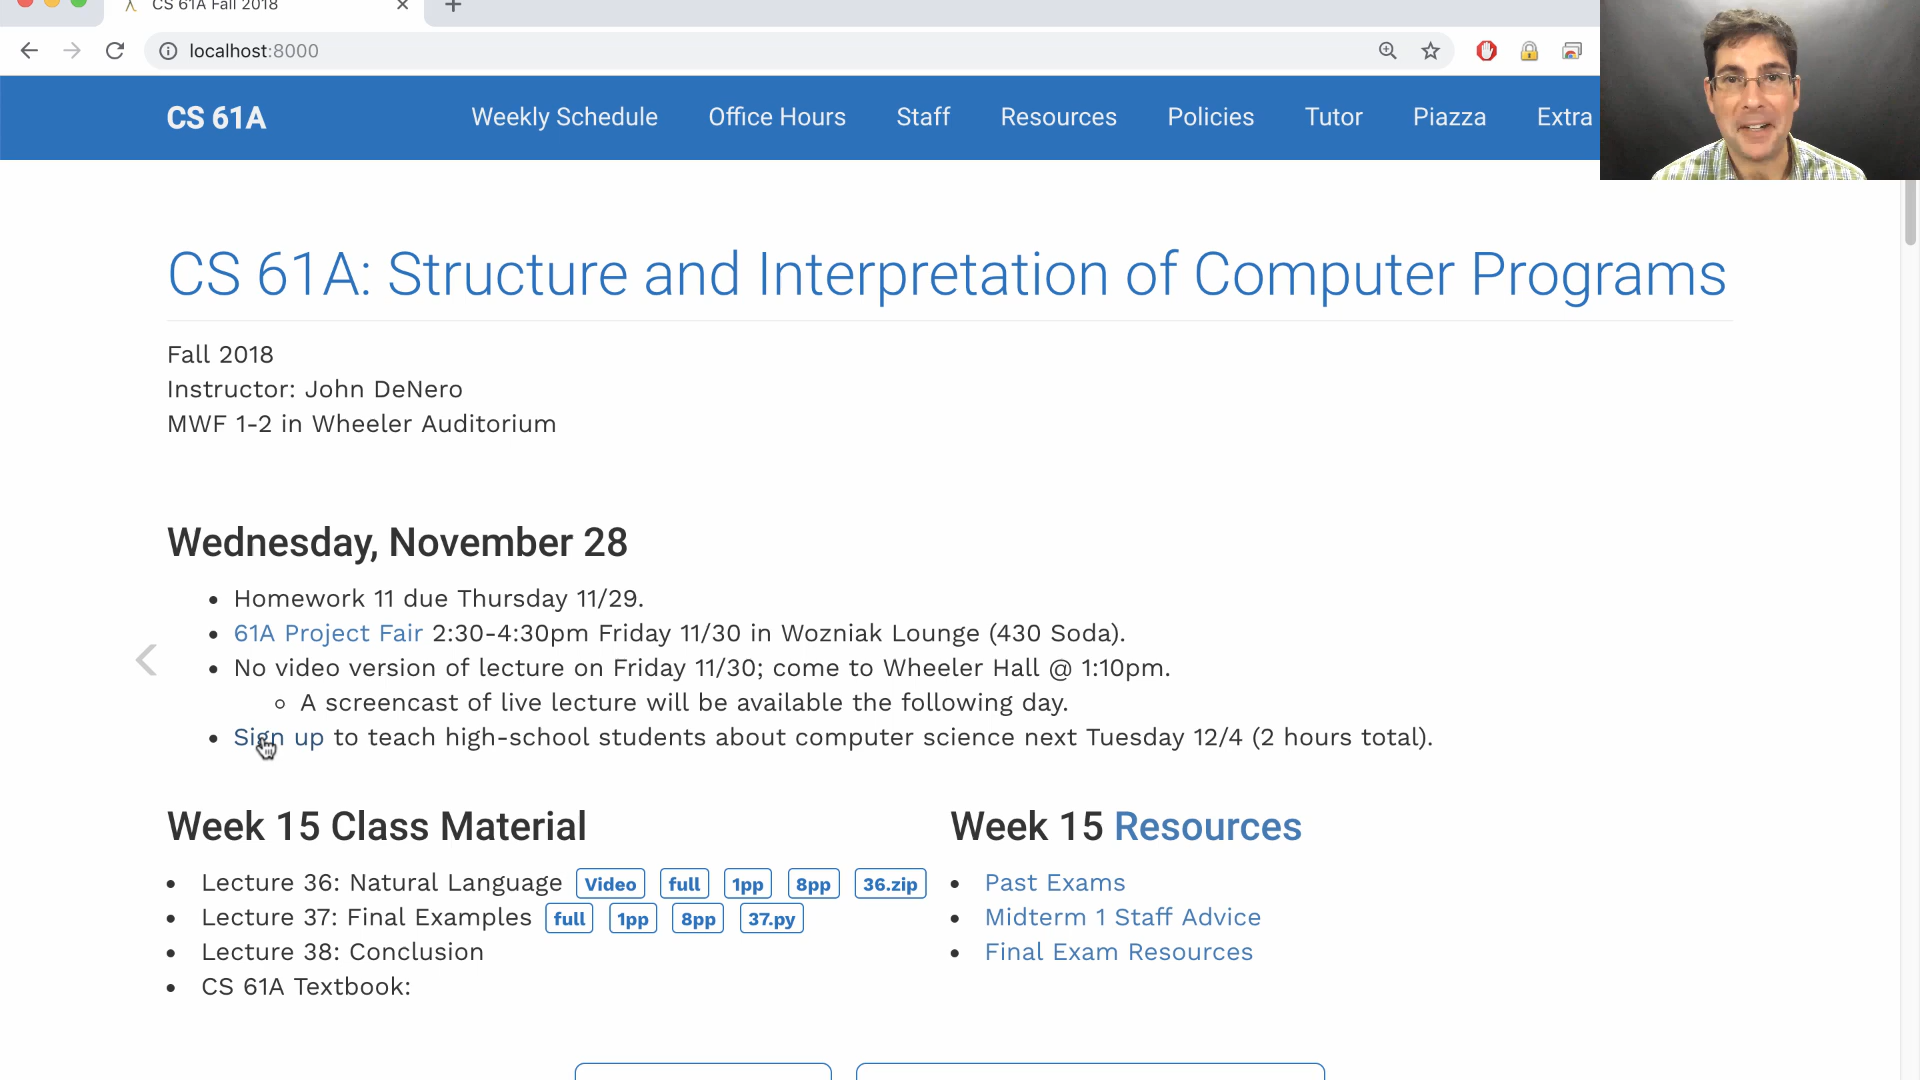 CS 61A Fall 2018
localhost:8000
CS 61A Weekly Schedule Office Hours Staff Resources Policies Tutor Piazza Extra
CS 61A: Structure and Interpretation of Computer Programs
Fall 2018
Instructor: John DeNero
MWF 1-2 in Wheeler Auditorium
Wednesday, November 28
Homework 11 due Thursday 11/29.
61A Project Fair 2:30-4:30pm Friday 11/30 in Wozniak Lounge (430 Soda).
No video version of lecture on Friday 11/30; come to Wheeler Hall @ 1:10pm.
A screencast of live lecture will be available the following day.
Sign up to teach high-school students about computer science next Tuesday 12/4 (2 hours total).
Week 15 Class Material
Lecture 36: Natural Language Video full 1pp 8pp 36.zip
Lecture 37: Final Examples full 1pp 8pp 37.py
Lecture 38: Conclusion
CS 61A Textbook:
Week 15 Resources
Past Exams
Midterm 1 Staff Advice
Final Exam Resources